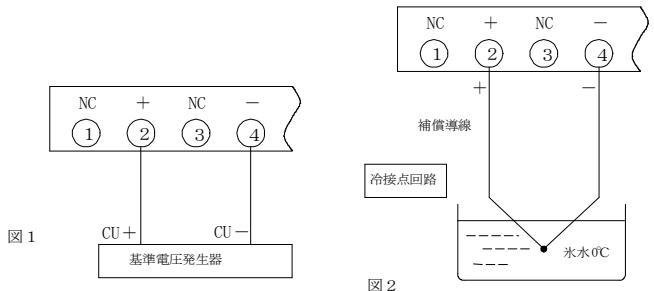 NC + NC −
1 2 3 4
CU＋ CU−
基準電圧発生器
図1
NC + NC −
1 2 3 4
+ −
補償導線
冷接点回路
氷水0℃
図2